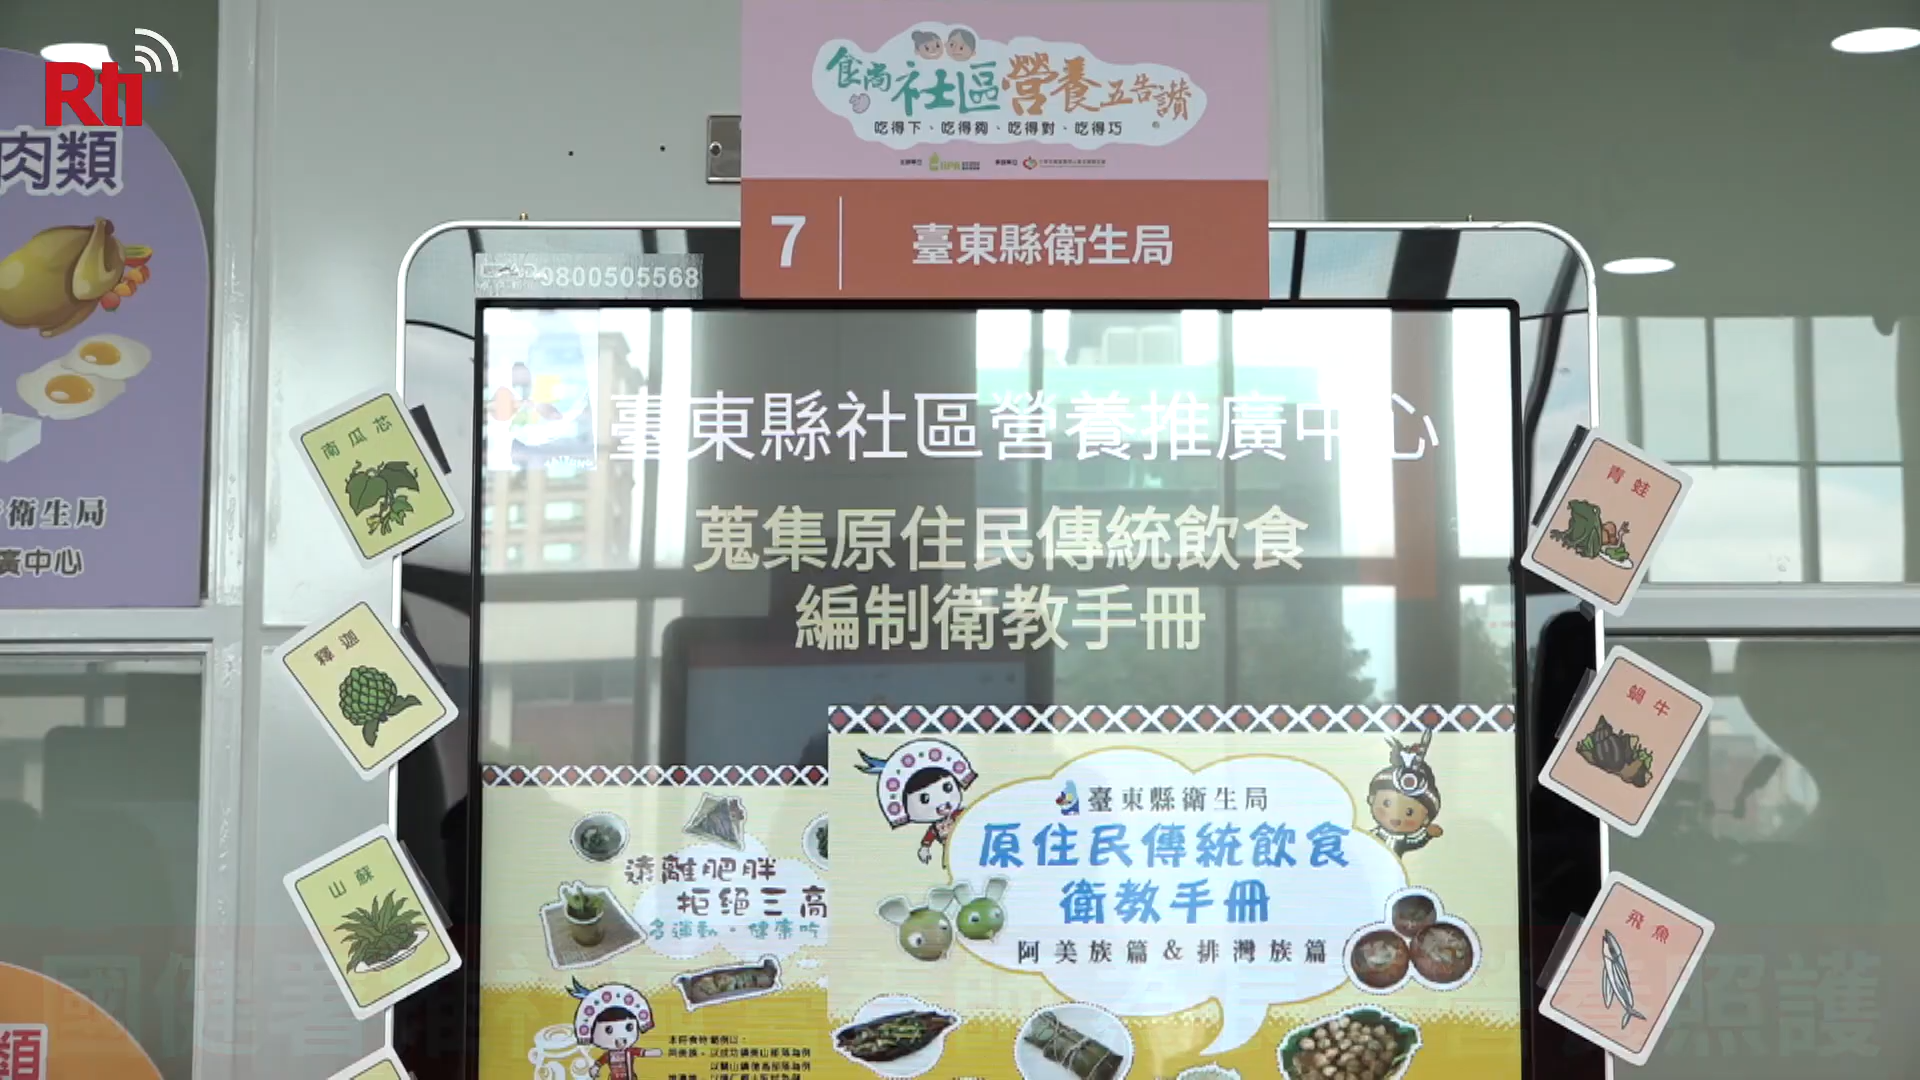 Rti
肉類
衛生局
廣中心
類
食尚社區營養五告讚
吃得下、吃得夠、吃得對、吃得巧
7
臺東縣衛生局
9800505568
臺東縣社區營養推廣中心
蒐集原住民傳統飲食
編制衛教手冊
南瓜芯
釋迦
山蘇
青蛙
蝸牛
飛魚
遠離肥胖
拒絕三高
多運動。健康吃
臺東縣衛生局
原住民傳統飲食
衛教手冊
阿美族篇&排灣族篇